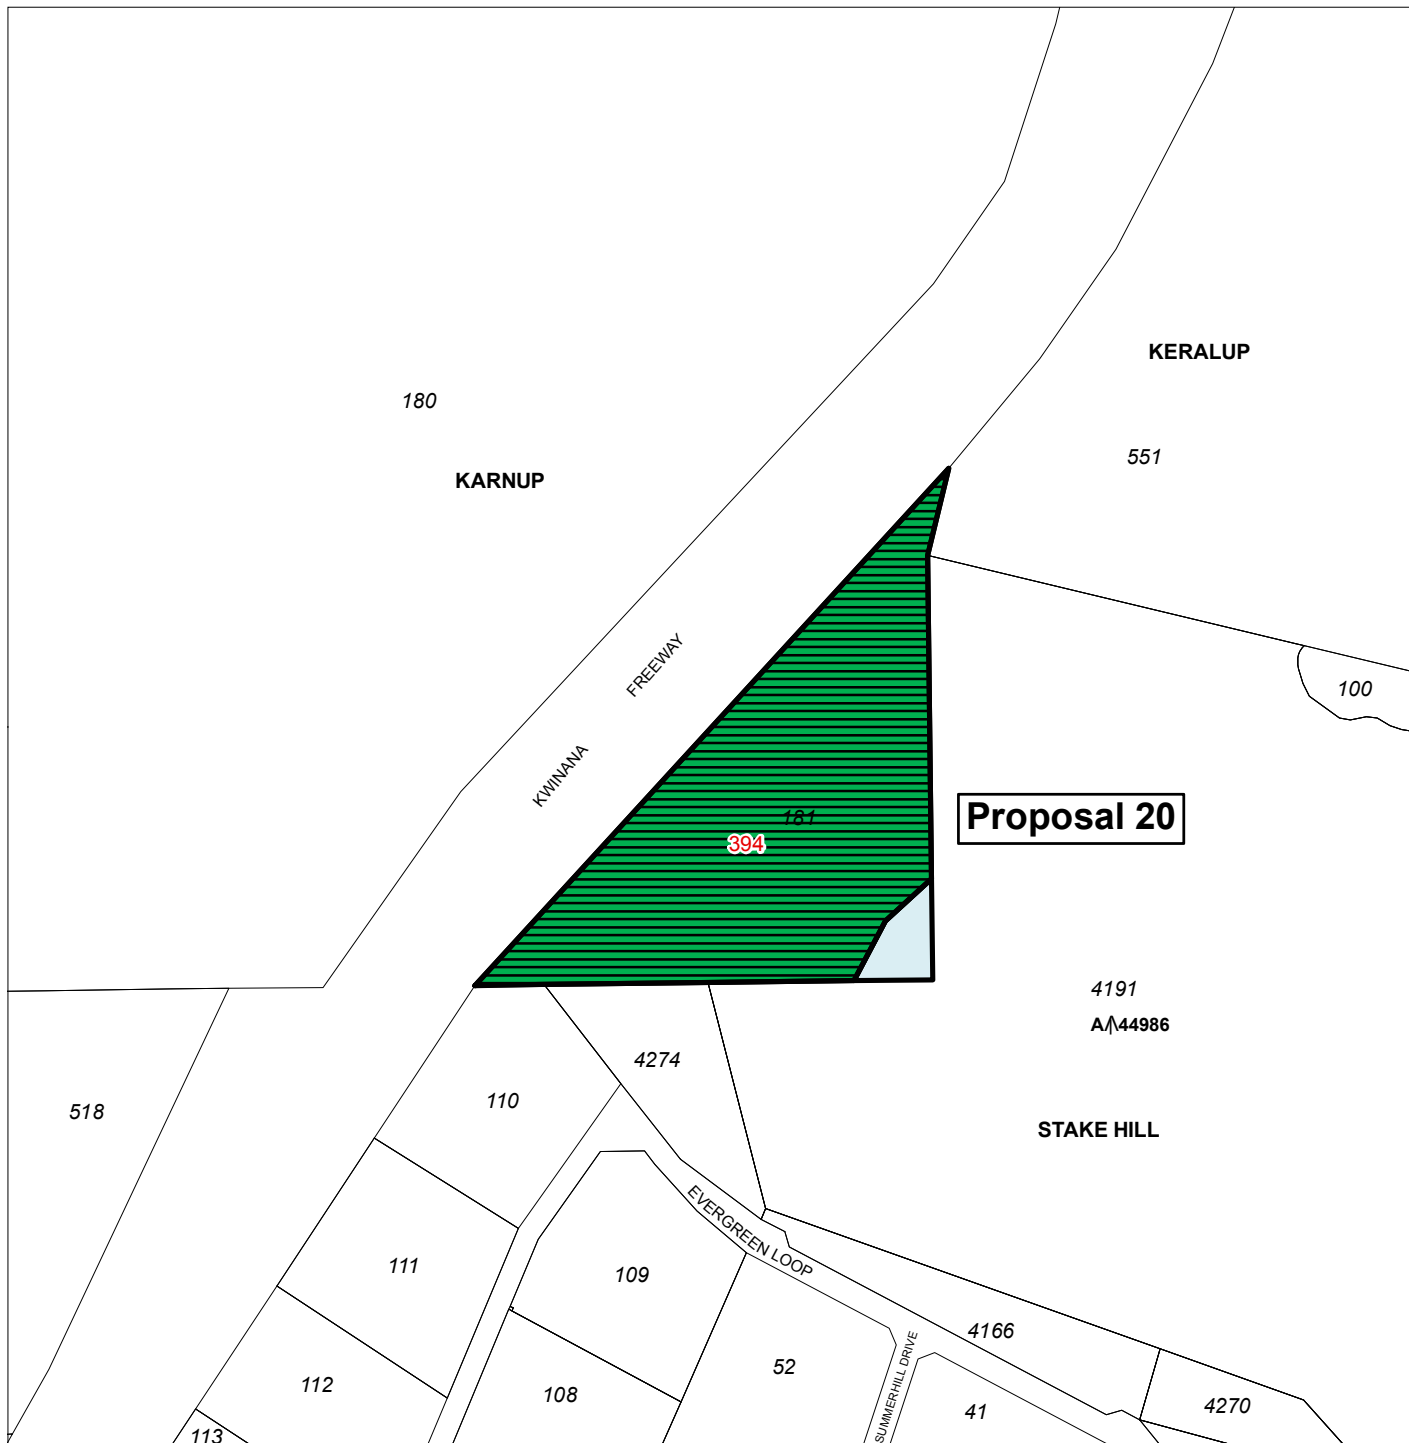 KERALUP
180
551
KARNUP
FREEWAY
100
KWINANA
181
Proposal 20
394
4191
A/\44986
4274
110
518
STAKE HILL
EVERGREEN LOOP
111
109
4166
SUMMERHILL DRIVE
52
112
108
4270
41
113